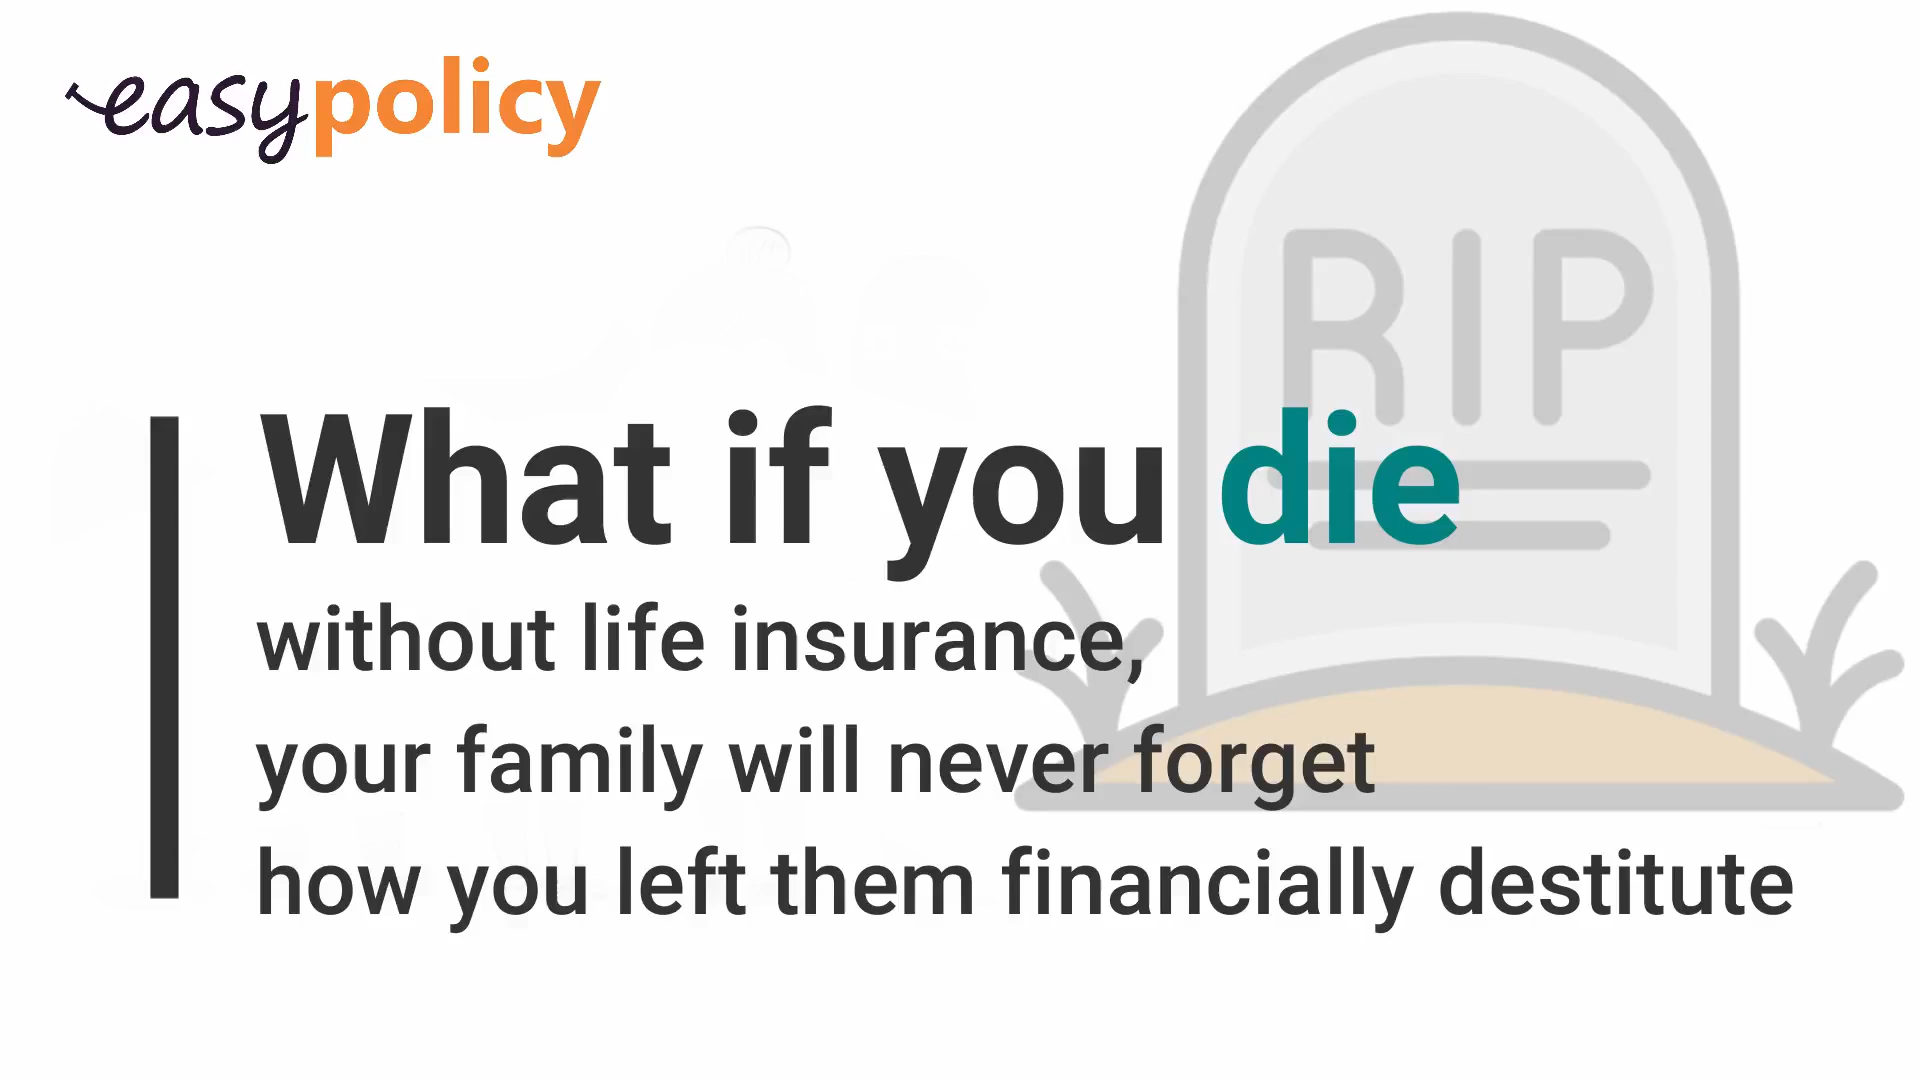 easypolicy
RIP
What if you die
without life insurance,
your family will never forget
how you left them financially destitute